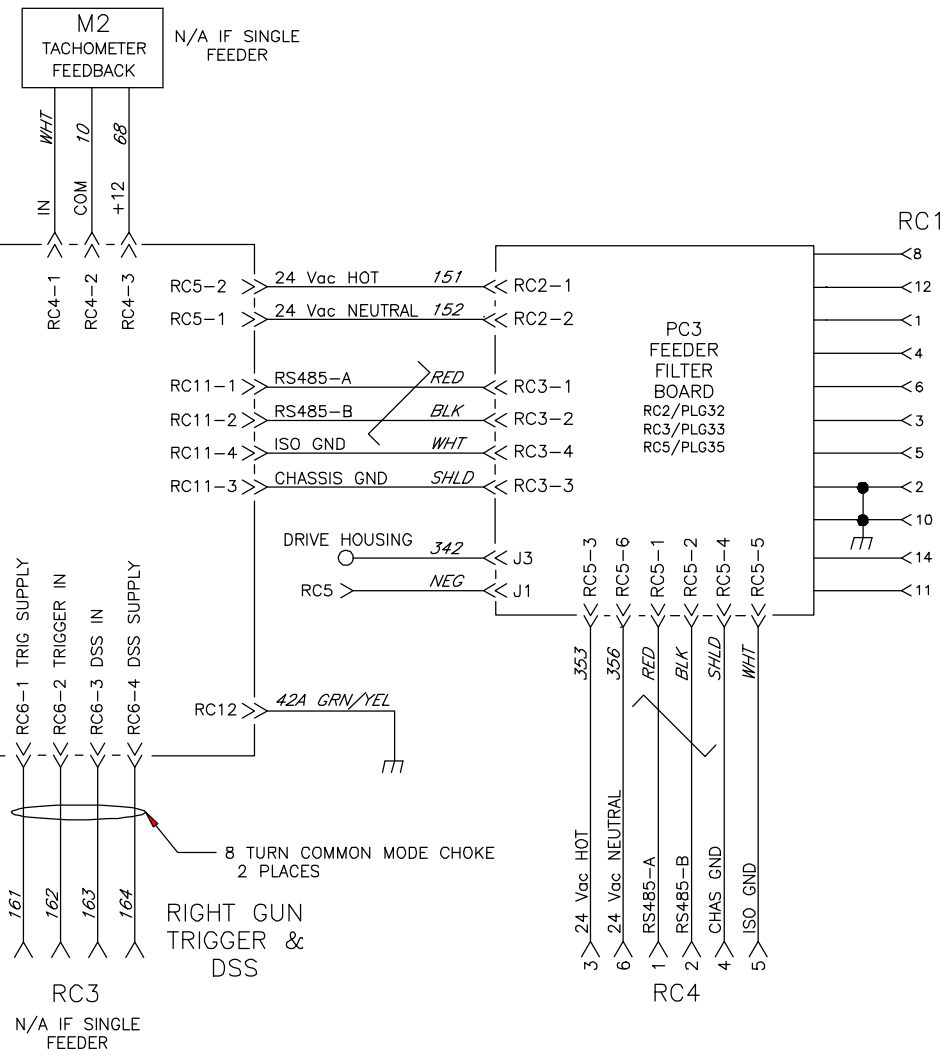 M2
TACHOMETER
FEEDBACK
N/A IF SINGLE
FEEDER
WHT
10
68
IN
COM
+12
RC4-1
RC4-2
RC4-3
RC5-2
24 Vac HOT
151
RC2-1
RC5-1
24 Vac NEUTRAL
152
RC2-2
RC11-1
RS485-A
RED
RC3-1
RC11-2
RS485-B
BLK
RC3-2
RC11-4
ISO GND
WHT
RC3-4
RC11-3
CHASSIS GND
SHLD
RC3-3
DRIVE HOUSING
342
J3
RC5
NEG
J1
PC3
FEEDER
FILTER
BOARD
RC2/PLG32
RC3/PLG33
RC5/PLG35
RC1
8
12
1
4
6
3
5
2
10
14
11
RC5-3
RC5-6
RC5-1
RC5-2
RC5-4
RC5-5
353
356
RED
BLK
SHLD
WHT
24 Vac HOT
24 Vac NEUTRAL
RS485-A
RS485-B
CHAS GND
ISO GND
3
6
1
2
4
5
RC4
RC12
42A GRN/YEL
RC6-1 TRIG SUPPLY
RC6-2 TRIGGER IN
RC6-3 DSS IN
RC6-4 DSS SUPPLY
8 TURN COMMON MODE CHOKE
2 PLACES
161
162
163
164
RIGHT GUN
TRIGGER &
DSS
RC3
N/A IF SINGLE
FEEDER